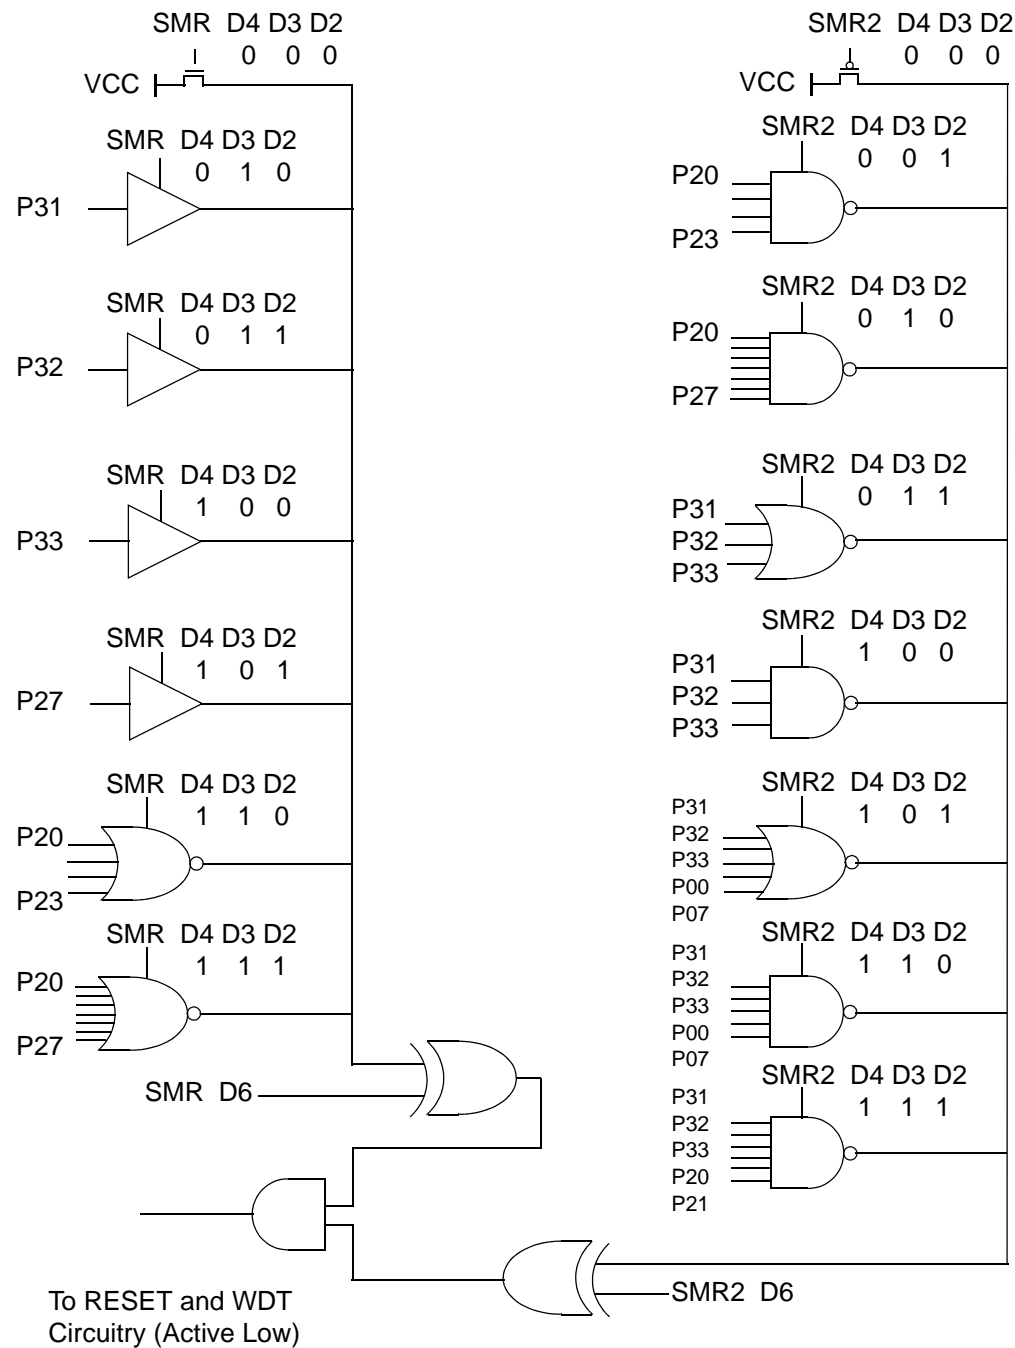 SMR D4 D3 D2
0 0 0
VCC
SMR D4 D3 D2
0 1 0
P31
SMR D4 D3 D2
0 1 1
P32
SMR D4 D3 D2
1 0 0
P33
SMR D4 D3 D2
1 0 1
P27
SMR D4 D3 D2
1 1 0
P20
P23
SMR D4 D3 D2
1 1 1
P20
P27
SMR D6
To RESET and WDT
Circuitry (Active Low)
SMR2 D4 D3 D2
0 0 0
VCC
SMR2 D4 D3 D2
0 0 1
P20
P23
SMR2 D4 D3 D2
0 1 0
P20
P27
SMR2 D4 D3 D2
0 1 1
P31
P32
P33
SMR2 D4 D3 D2
1 0 0
P31
P32
P33
SMR2 D4 D3 D2
1 0 1
P31
P32
P33
P00
P07
SMR2 D4 D3 D2
1 1 0
P31
P32
P33
P00
P07
SMR2 D4 D3 D2
1 1 1
P31
P32
P33
P20
P21
SMR2 D6